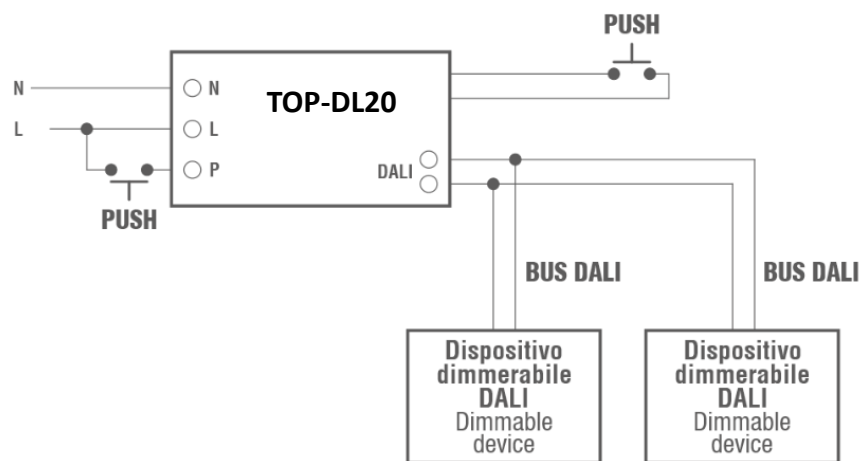 PUSH
N
N
TOP-DL20
L
L
P
DALI
PUSH
BUS DALI
BUS DALI
Dispositivo
dimmerabile
DALI
Dimmable
device
Dispositivo
dimmerabile
DALI
Dimmable
device